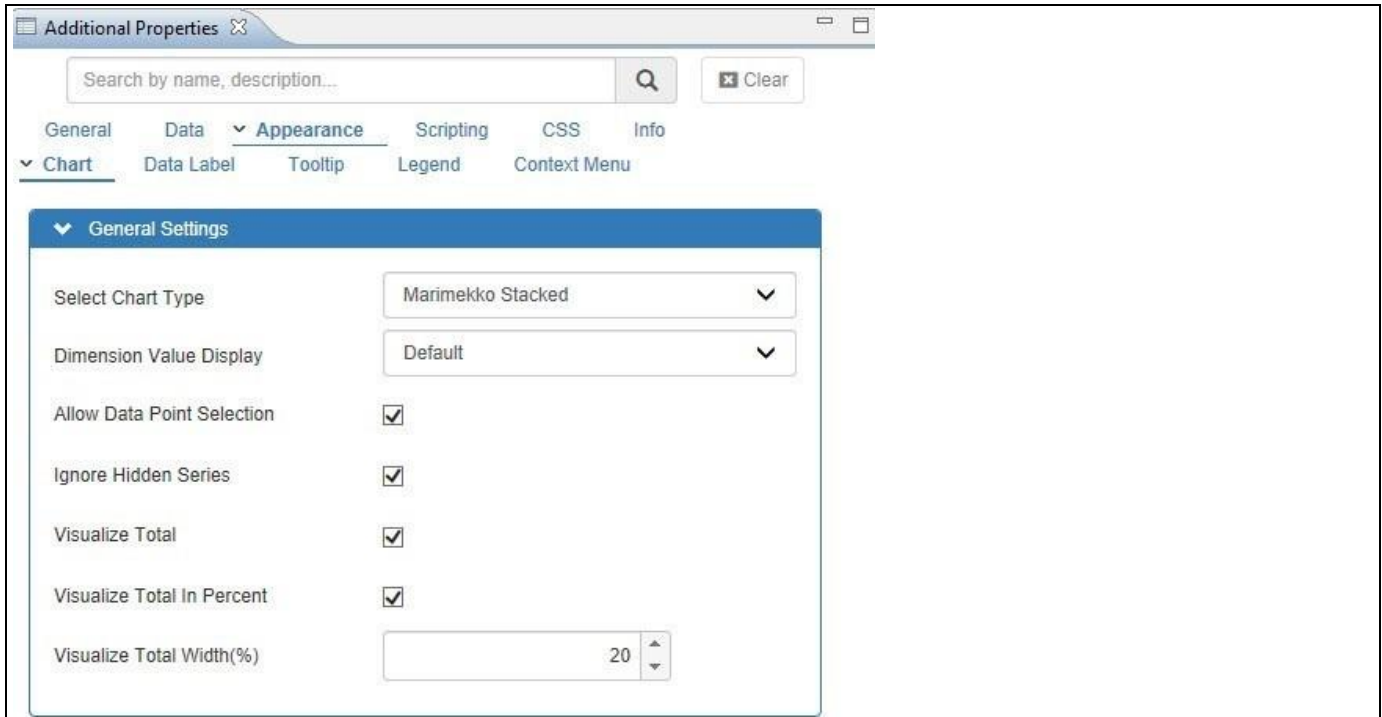 Additional Properties
Search by name, description...
Clear
General Data Appearance Scripting CSS Info
Chart Data Label Tooltip Legend Context Menu
General Settings
Select Chart Type Marimekko Stacked
Dimension Value Display Default
Allow Data Point Selection
Ignore Hidden Series
Visualize Total
Visualize Total In Percent
Visualize Total Width(%) 20